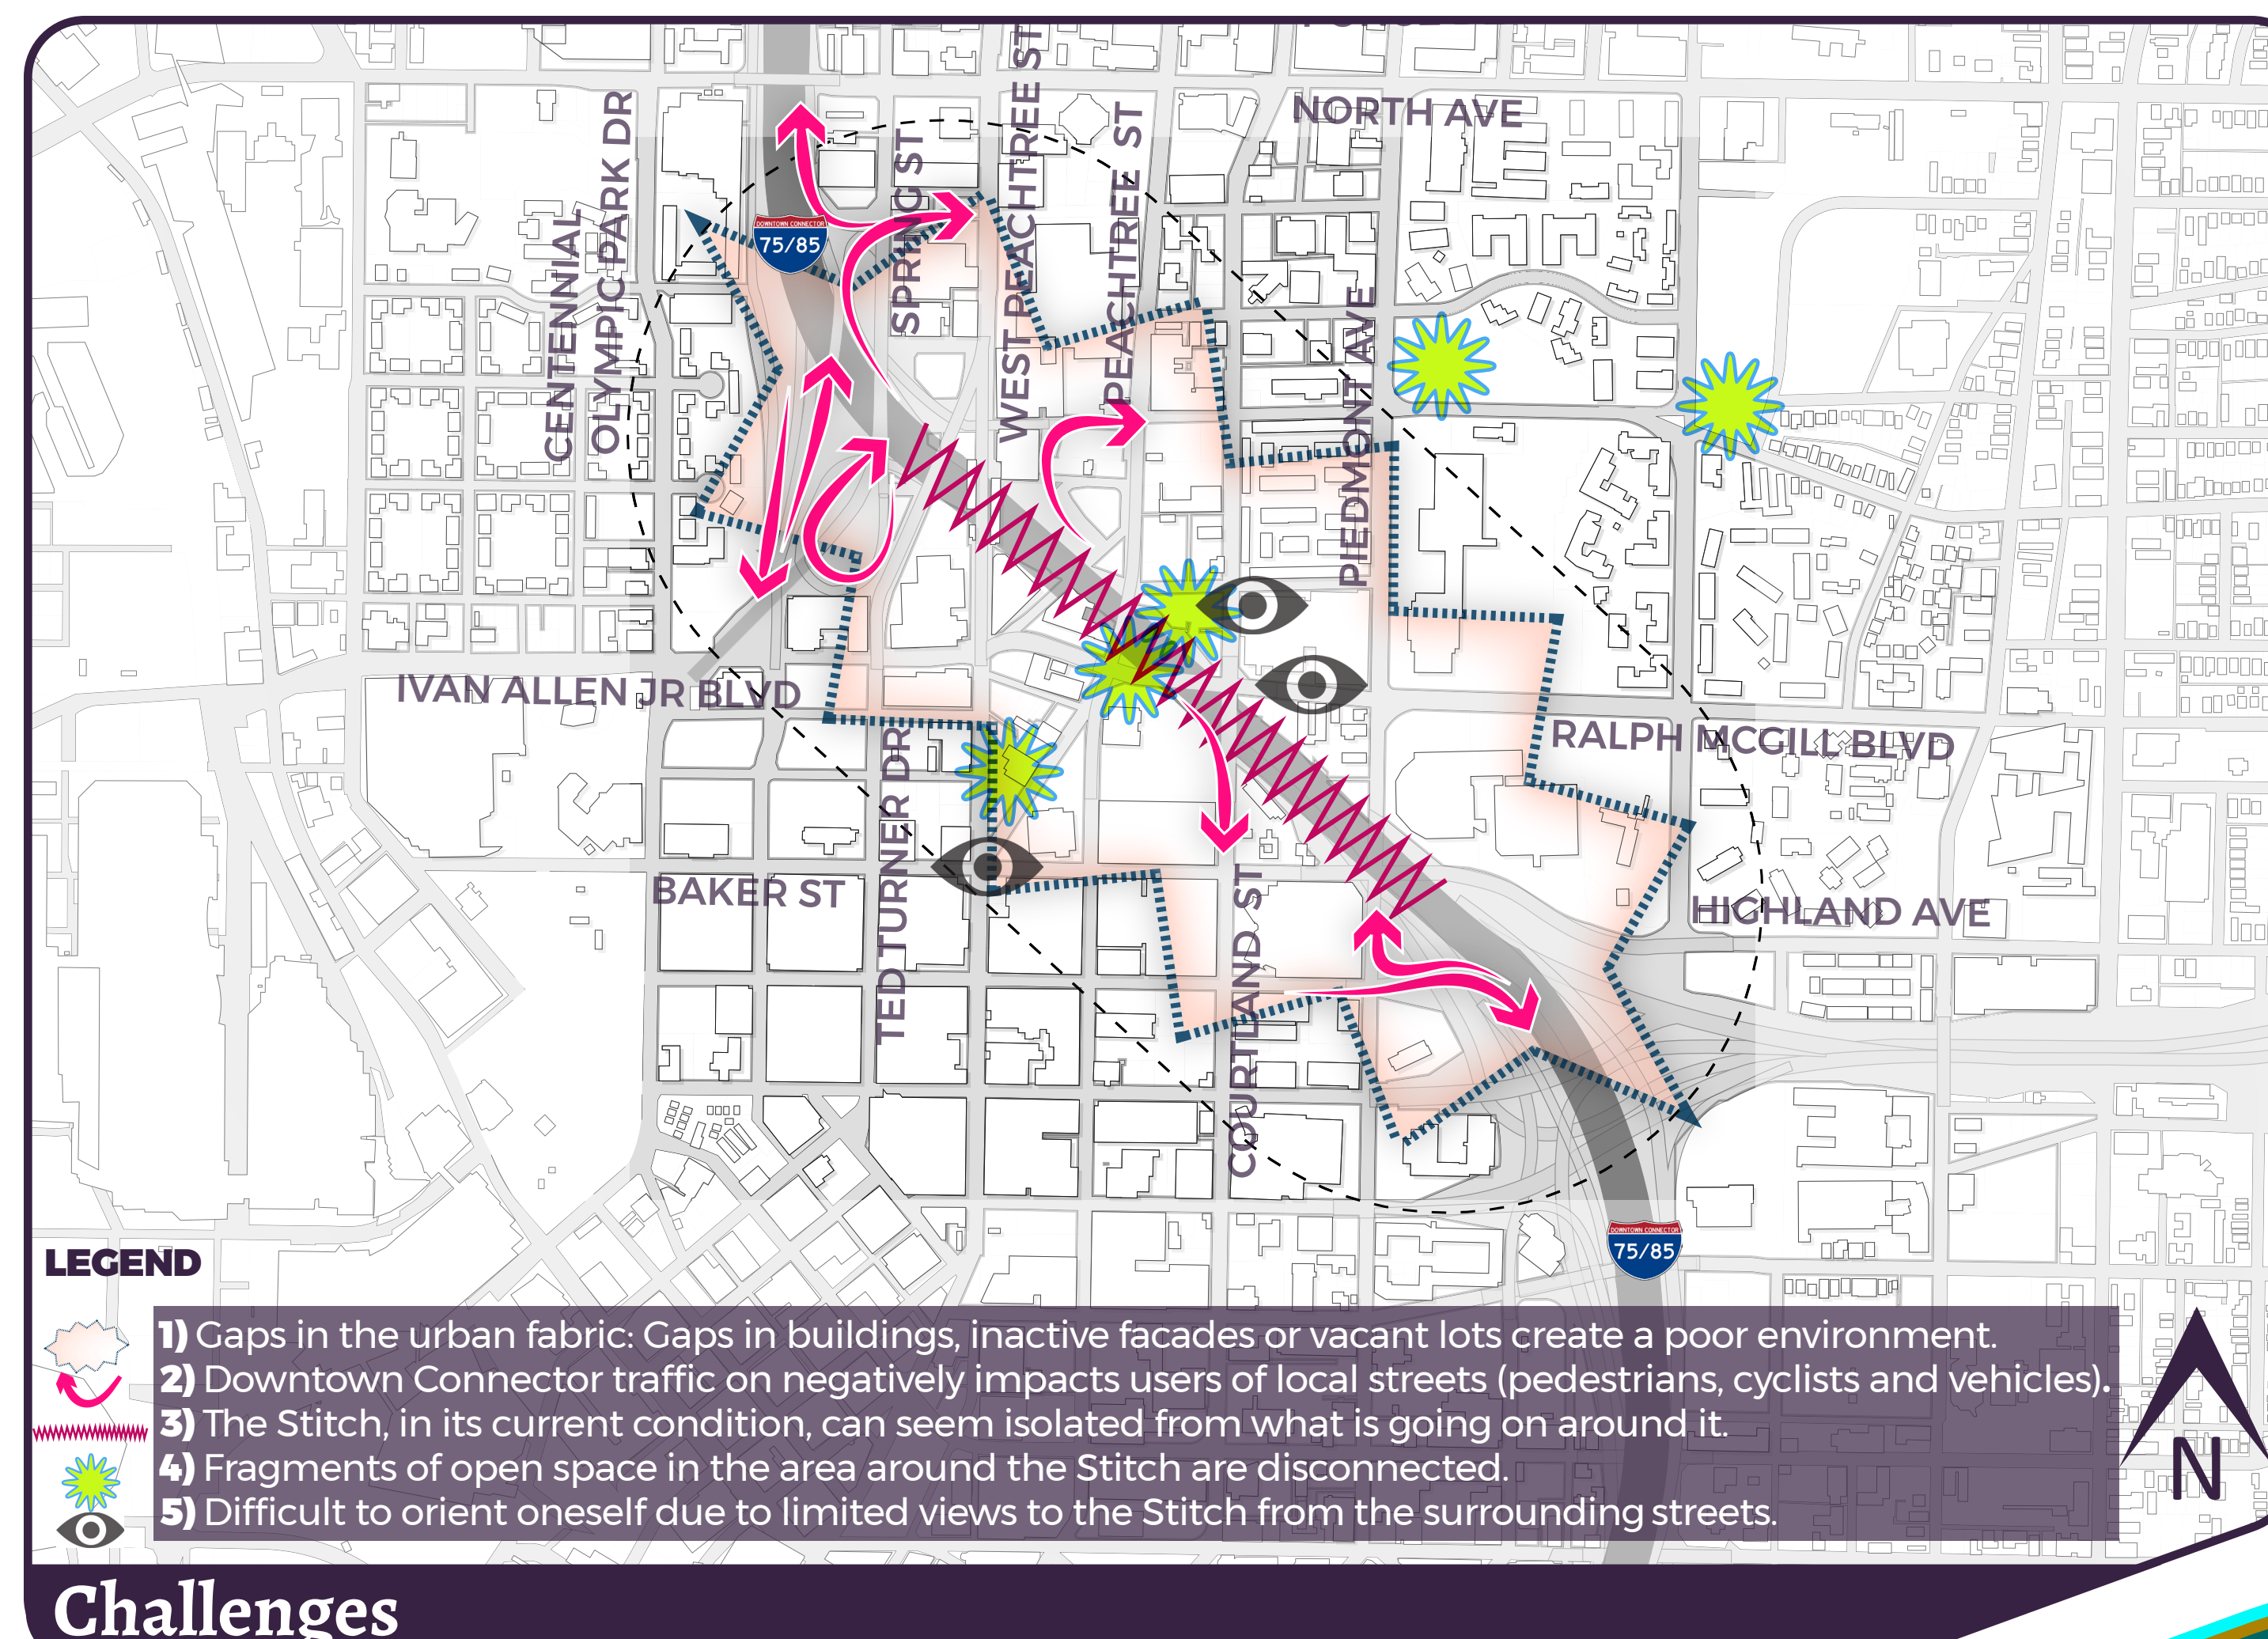 NORTH AVE
CENTENNIAL
OLYMPIC PARK DR
DOWNTOWN CONNECTOR
75/85
SPRING ST
WEST PEACHTREE ST
PEACHTREE ST
PIEDMONT AVE
IVAN ALLEN JR BLVD
RALPH MCGILL BLVD
TED TURNER DR
BAKER ST
COURTLAND ST
HIGHLAND AVE
DOWNTOWN CONNECTOR
75/85
LEGEND
1) Gaps in the urban fabric: Gaps in buildings, inactive facades or vacant lots create a poor environment.
2) Downtown Connector traffic on negatively impacts users of local streets (pedestrians, cyclists and vehicles).
3) The Stitch, in its current condition, can seem isolated from what is going on around it.
4) Fragments of open space in the area around the Stitch are disconnected.
5) Difficult to orient oneself due to limited views to the Stitch from the surrounding streets.
N
Challenges